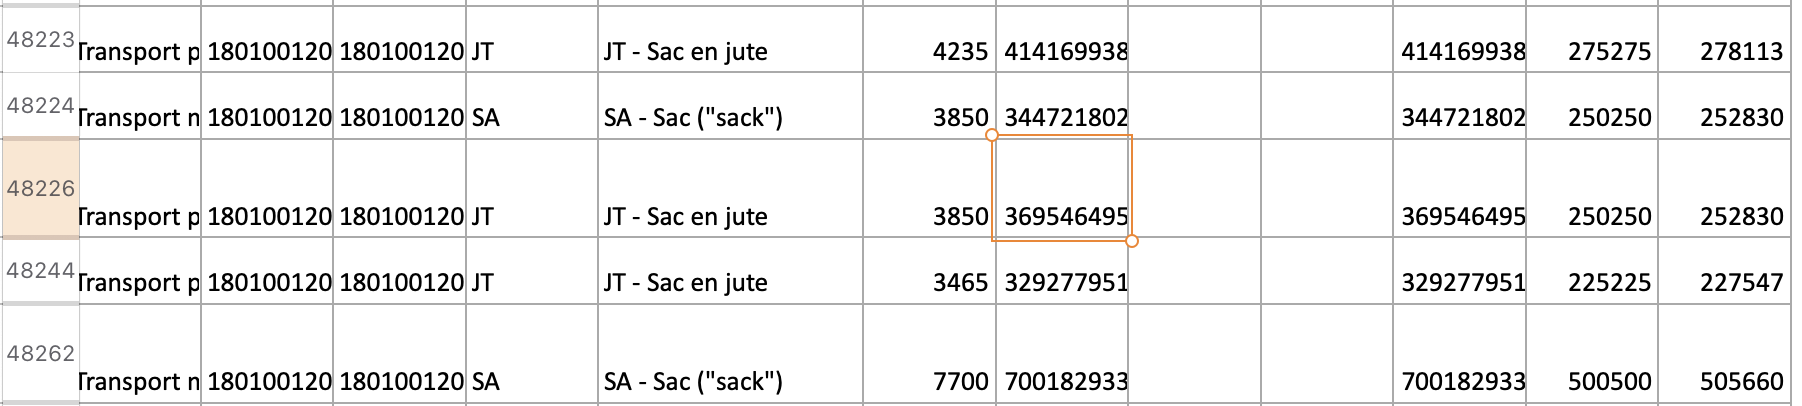 48223 Transport p 180100120 180100120 JT JT - Sac en jute 4235 414169938 414169938 275275 278113
48224 Transport n 180100120 180100120 SA SA - Sac ("sack") 3850 344721802 344721802 250250 252830
48226 Transport p 180100120 180100120 JT JT - Sac en jute 3850 369546495 369546495 250250 252830
48244 Transport p 180100120 180100120 JT JT - Sac en jute 3465 329277951 329277951 225225 227547
48262 Transport n 180100120 180100120 SA SA - Sac ("sack") 7700 700182933 700182933 500500 505660